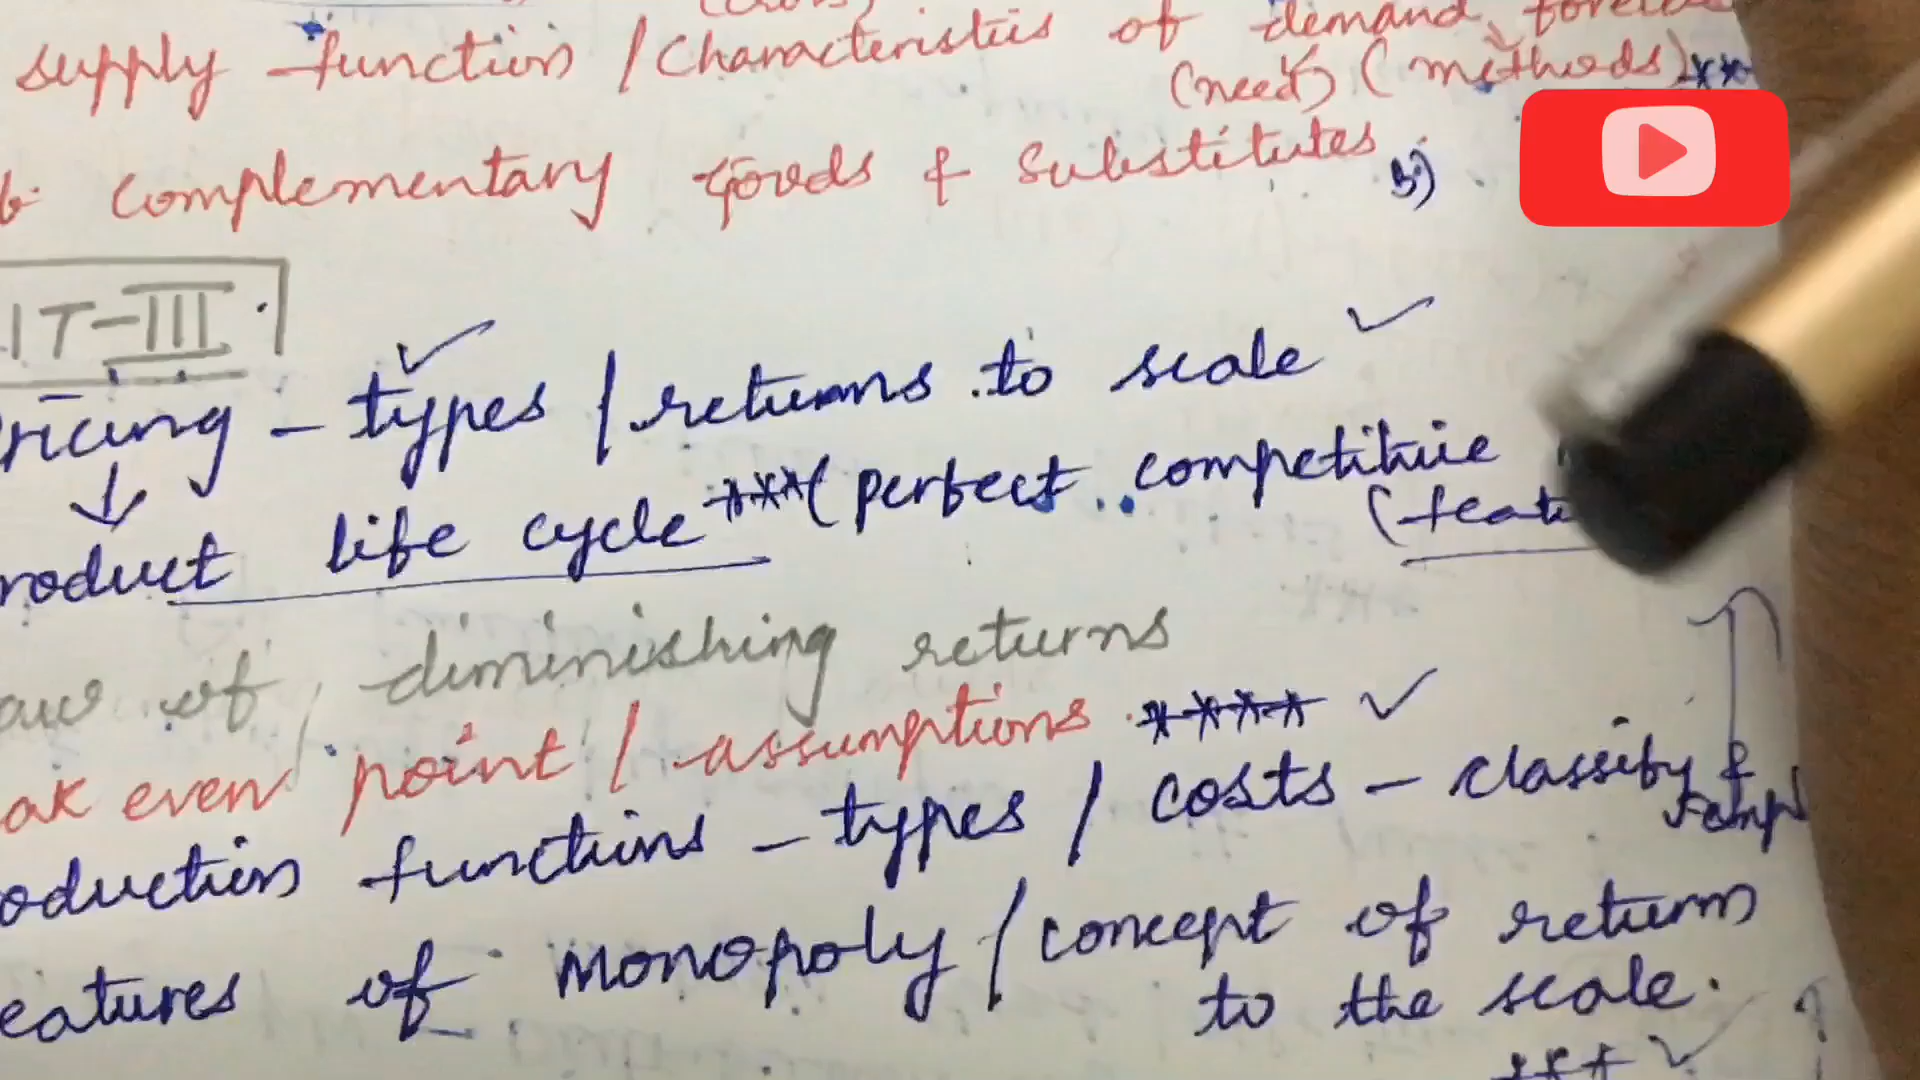 supply function / Characteristics of demand
(need) (methods) **
complementary goods & Substitutes
IT-III
ricing - types / returns to scale
roduct life cycle *** ( perfect competitive
(featu
aw of diminishing returns
ak even point / assumptions ****
oduction functions - types / costs - classify &
eatures of Monopoly / concept of returns
to the scale.
***